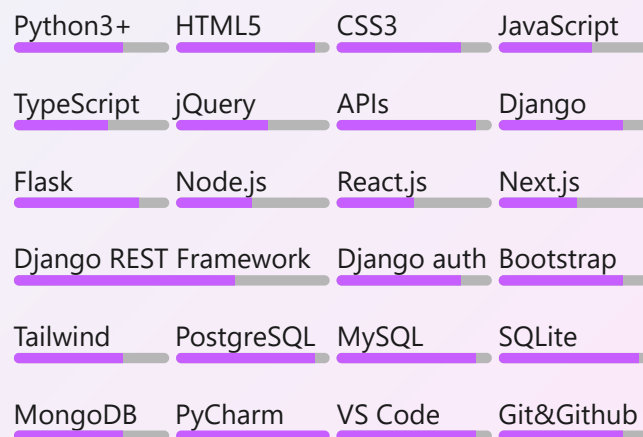 Python3+ HTML5 CSS3 JavaScript
TypeScript jQuery APIs Django
Flask Node.js React.js Next.js
Django REST Framework Django auth Bootstrap
Tailwind PostgreSQL MySQL SQLite
MongoDB PyCharm VS Code Git&Github